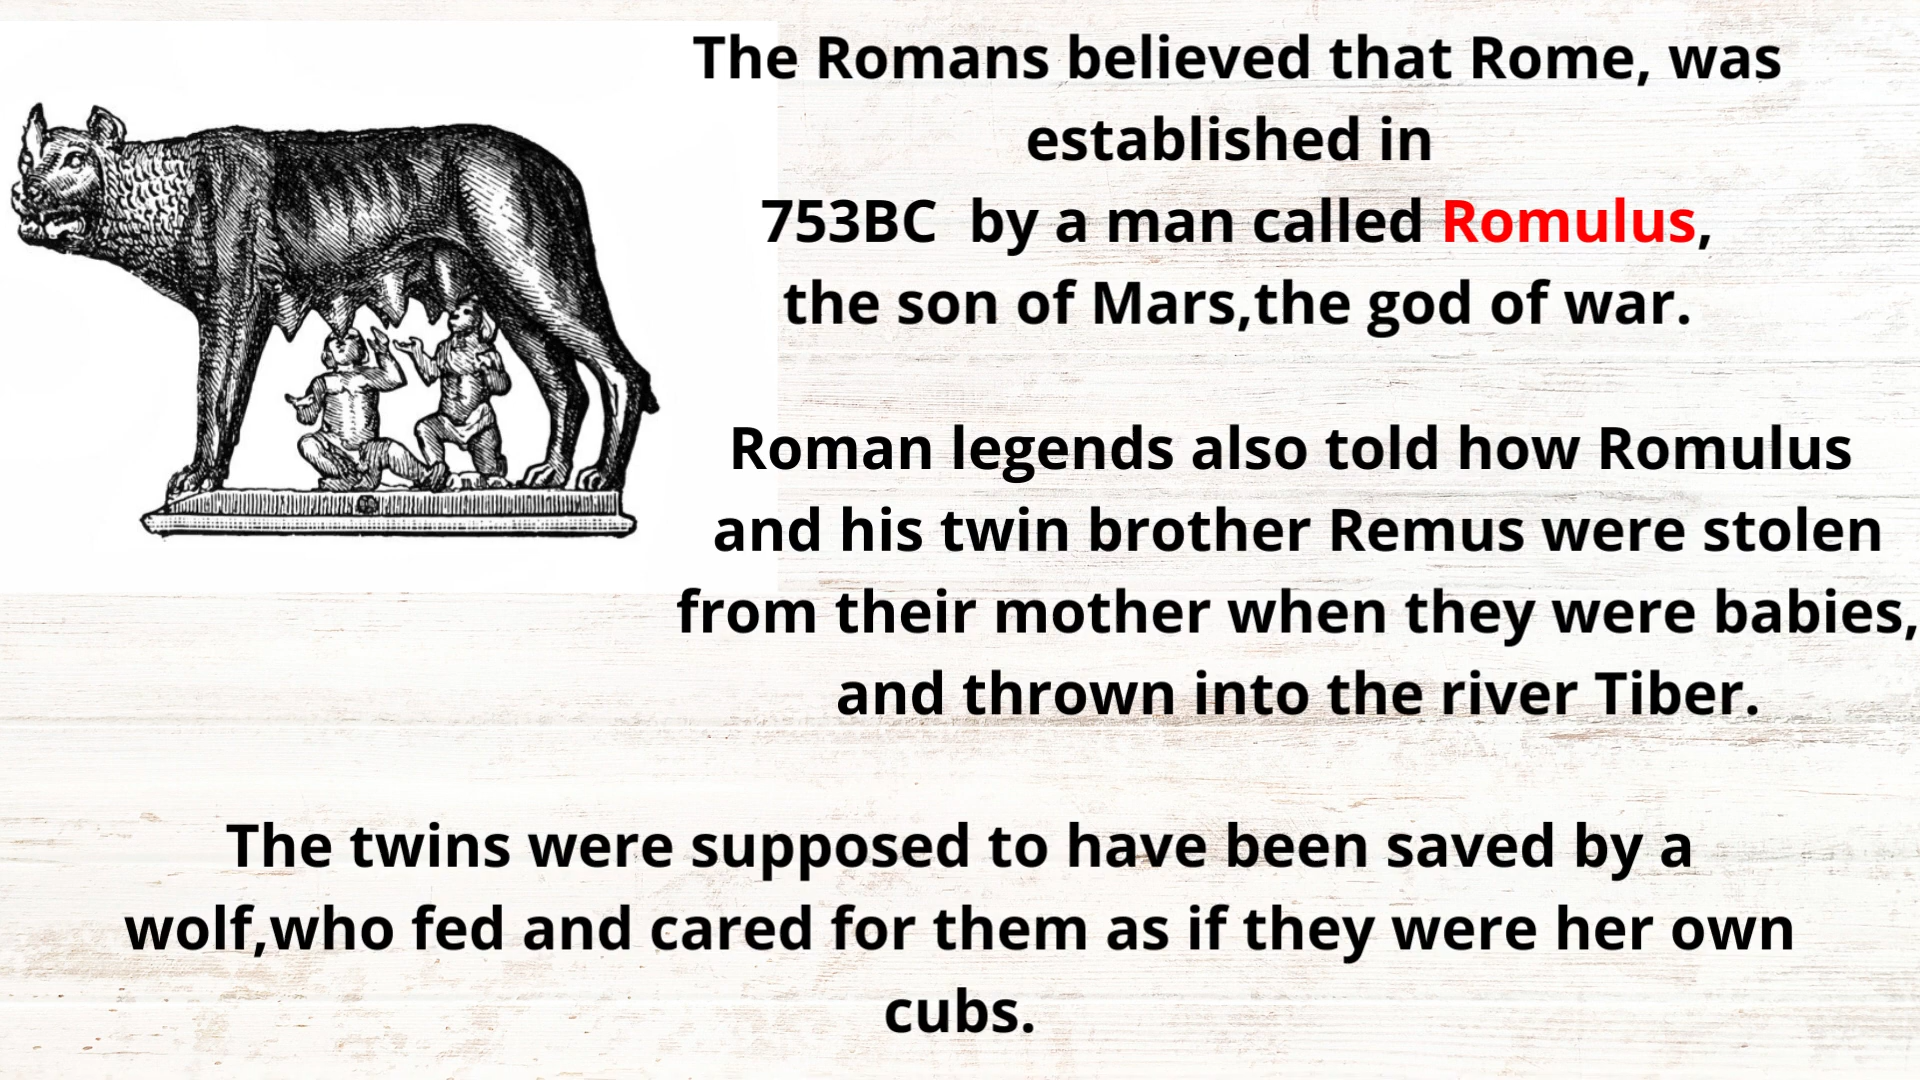 The Romans believed that Rome, was
established in
753BC  by a man called Romulus,
the son of Mars,the god of war.
Roman legends also told how Romulus
and his twin brother Remus were stolen
from their mother when they were babies,
and thrown into the river Tiber.
The twins were supposed to have been saved by a
wolf,who fed and cared for them as if they were her own
cubs.